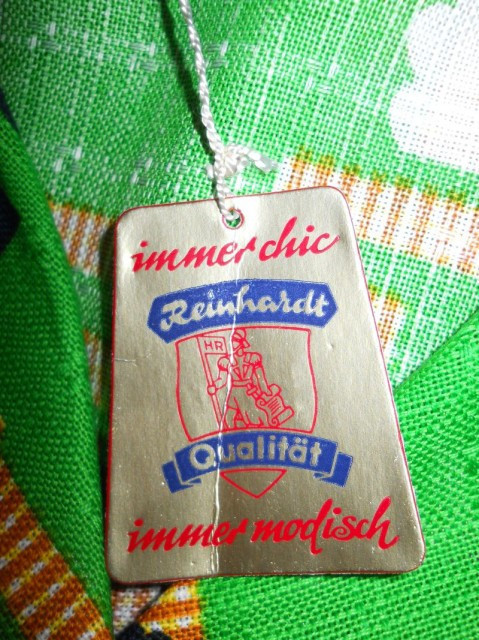 immer chic
Reinhardt
HR
Qualität
immer modisch